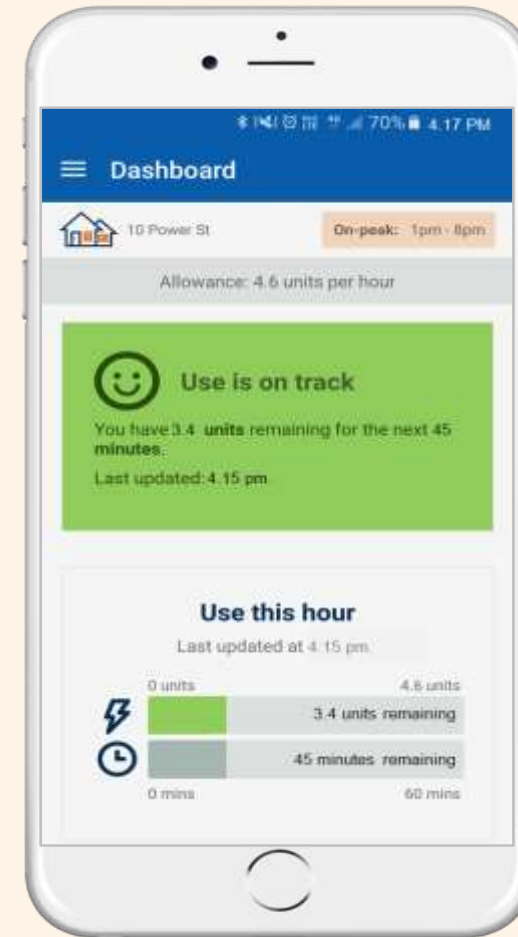 70% 4.17 PM
Dashboard
10 Power St
On-peak: 1pm - 8pm
Allowance: 4.6 units per hour
Use is on track
You have 3.4 units remaining for the next 45
minutes.
Last updated: 4.15 pm
Use this hour
Last updated at 4.15 pm
0 units 4.6 units
3.4 units remaining
45 minutes remaining
0 mins 60 mins